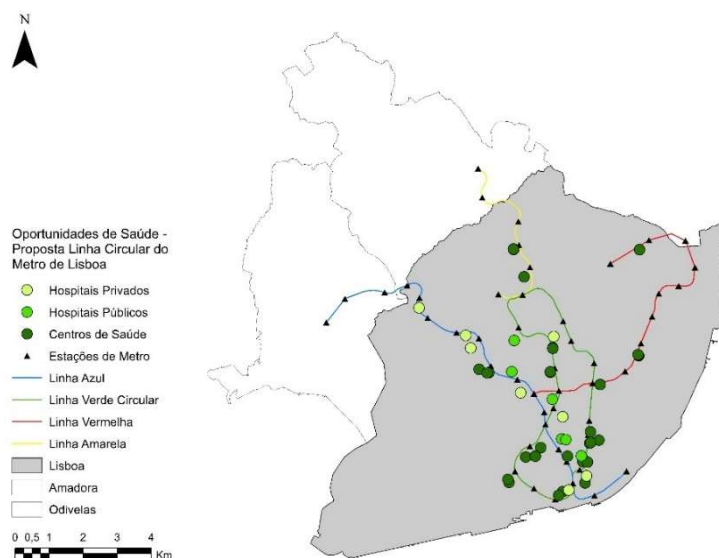 N
Oportunidades de Saúde -
Proposta Linha Circular do
Metro de Lisboa
Hospitais Privados
Hospitais Públicos
Centros de Saúde
Estações de Metro
Linha Azul
Linha Verde Circular
Linha Vermelha
Linha Amarela
Lisboa
Amadora
Odivelas
0 0,5 1 2 3 4
Km